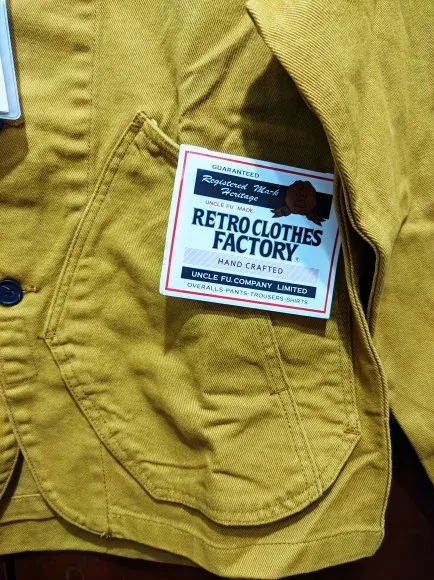 GUARANTEED
Registered Mark
Heritage
UNCLE FU. MADE
RETRO CLOTHES
FACTORY®
HAND CRAFTED
UNCLE FU. COMPANY LIMITED
OVERALLS-PANTS-TROUSERS-SHIRTS